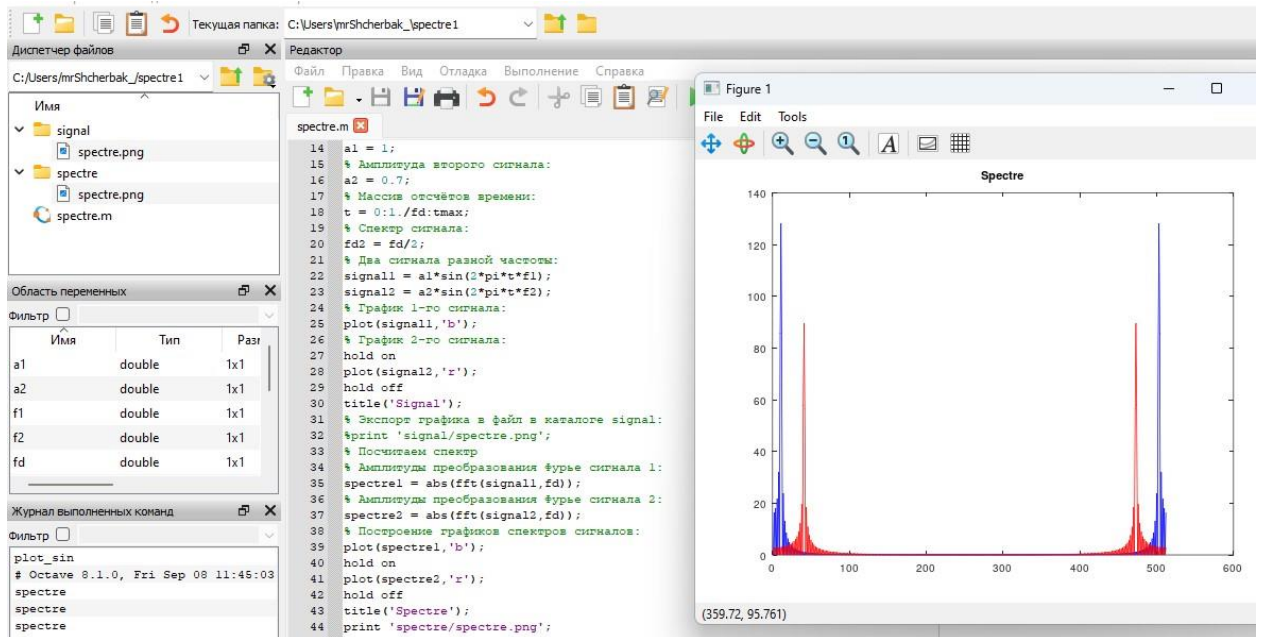 Текущая папка: C:\Users\mrShcherbak_\spectre1
Диспетчер файлов
C:/Users/mrShcherbak_/spectre1
Имя
signal
spectre.png
spectre
spectre.png
spectre.m
Область переменных
Фильтр
Имя Тип Разм
a1 double 1x1
a2 double 1x1
f1 double 1x1
f2 double 1x1
fd double 1x1
Журнал выполненных команд
Фильтр
plot_sin
# Octave 8.1.0, Fri Sep 08 11:45:03
spectre
spectre
spectre
Редактор
Файл Правка Вид Отладка Выполнение Справка
spectre.m
14 a1 = 1;
15 % Амплитуда второго сигнала:
16 a2 = 0.7;
17 % Массив отсчётов времени:
18 t = 0:1./fd:tmax;
19 % Спектр сигнала:
20 fd2 = fd/2;
21 % Два сигнала разной частоты:
22 signal1 = a1*sin(2*pi*t*f1);
23 signal2 = a2*sin(2*pi*t*f2);
24 % График 1-го сигнала:
25 plot(signal1,'b');
26 % График 2-го сигнала:
27 hold on
28 plot(signal2,'r');
29 hold off
30 title('Signal');
31 % Экспорт графика в файл в каталоге signal:
32 %print 'signal/spectre.png';
33 % Посчитаем спектр
34 % Амплитуды преобразования Фурье сигнала 1:
35 spectre1 = abs(fft(signal1,fd));
36 % Амплитуды преобразования Фурье сигнала 2:
37 spectre2 = abs(fft(signal2,fd));
38 % Построение графиков спектров сигналов:
39 plot(spectre1,'b');
40 hold on
41 plot(spectre2,'r');
42 hold off
43 title('Spectre');
44 print 'spectre/spectre.png';
Figure 1
File Edit Tools
A
Spectre
140
120
100
80
60
40
20
0
0 100 200 300 400 500 600
(359.72, 95.761)